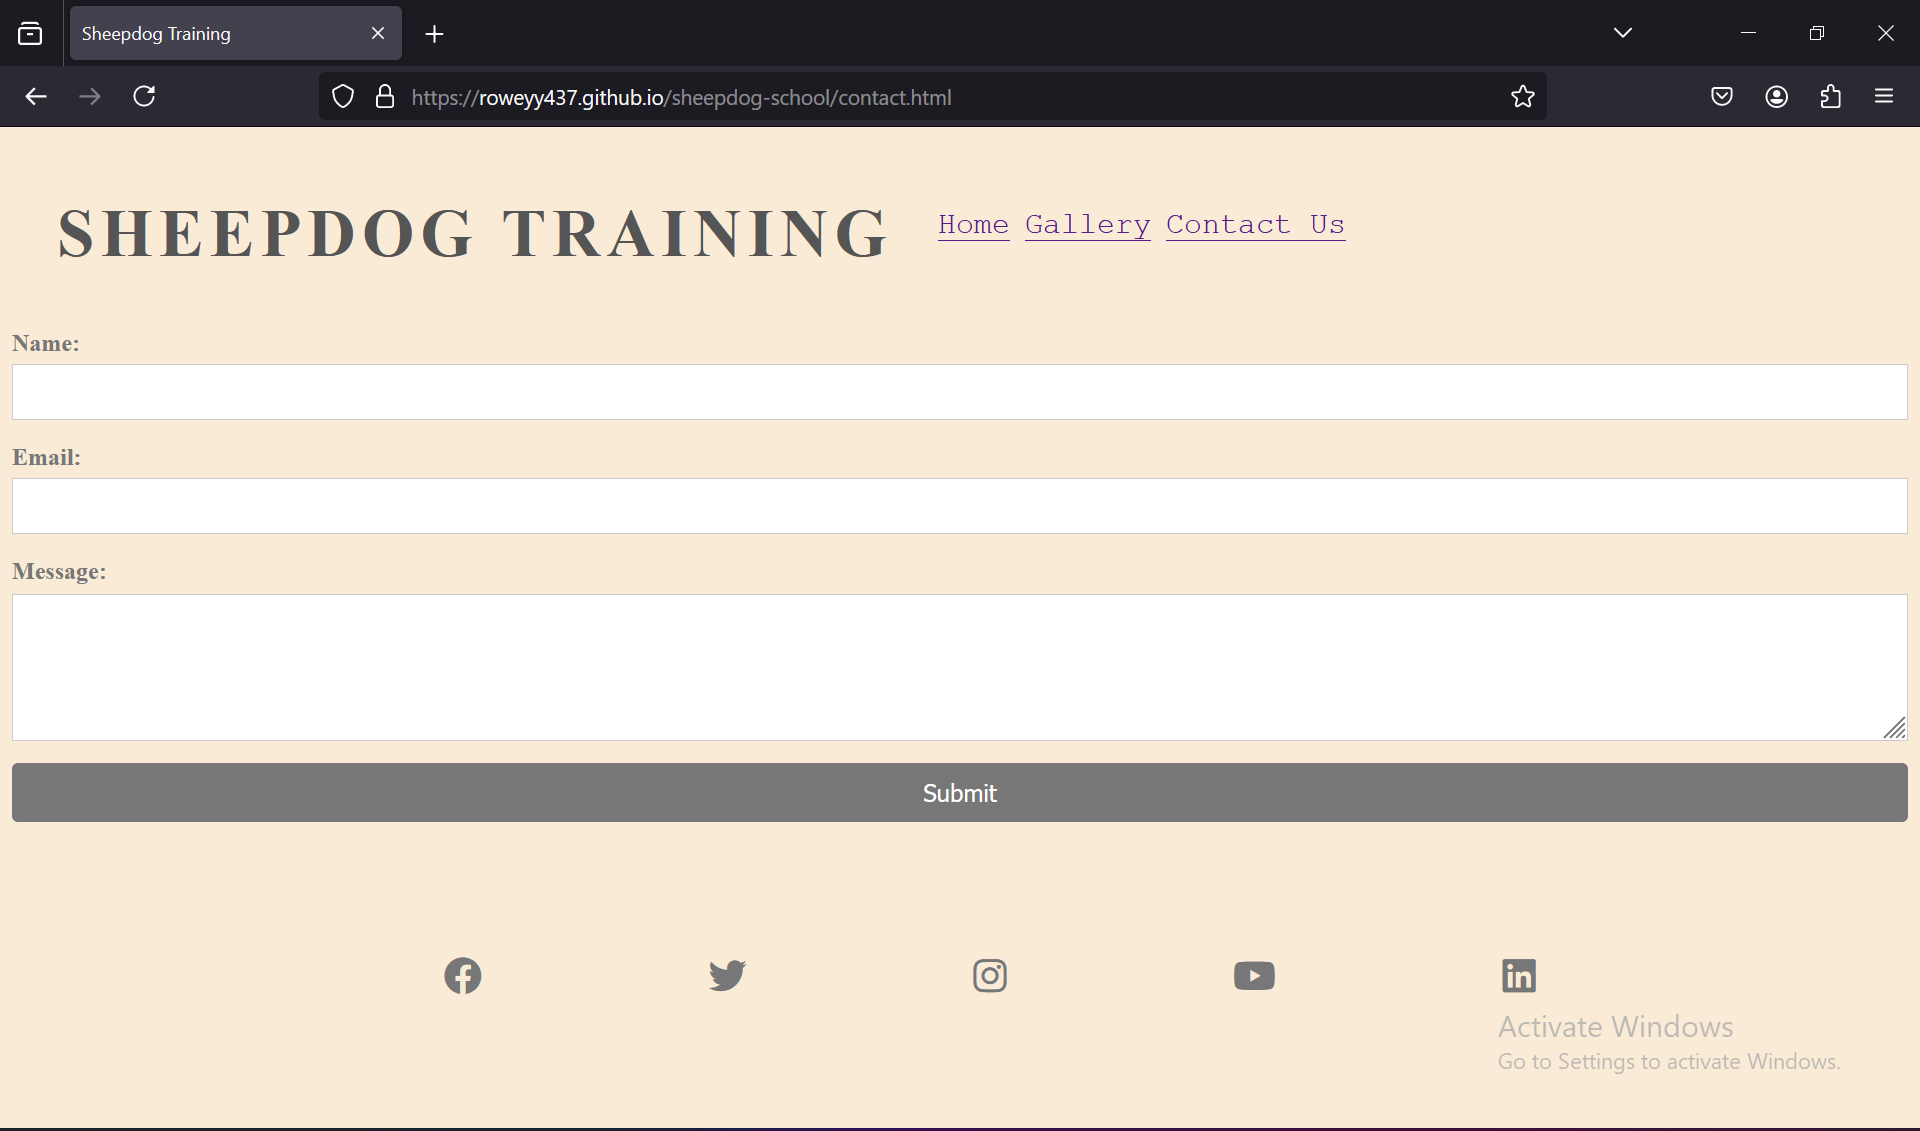 Sheepdog Training
https://roweyy437.github.io/sheepdog-school/contact.html
SHEEPDOG TRAINING
Home Gallery Contact Us
Name:
Email:
Message:
Submit
Activate Windows
Go to Settings to activate Windows.